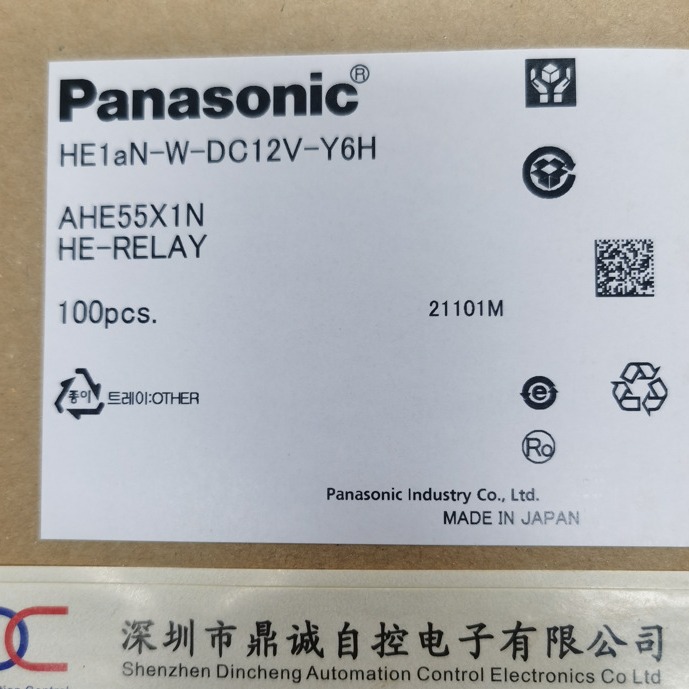 Panasonic®
HE1aN-W-DC12V-Y6H
AHE55X1N
HE-RELAY
100pcs.
21101M
종이 트레이:OTHER
e
Ro
Panasonic Industry Co., Ltd.
MADE IN JAPAN
DC
深圳市鼎诚自控电子有限公司
Shenzhen Dincheng Automation Control Electronics Co Ltd